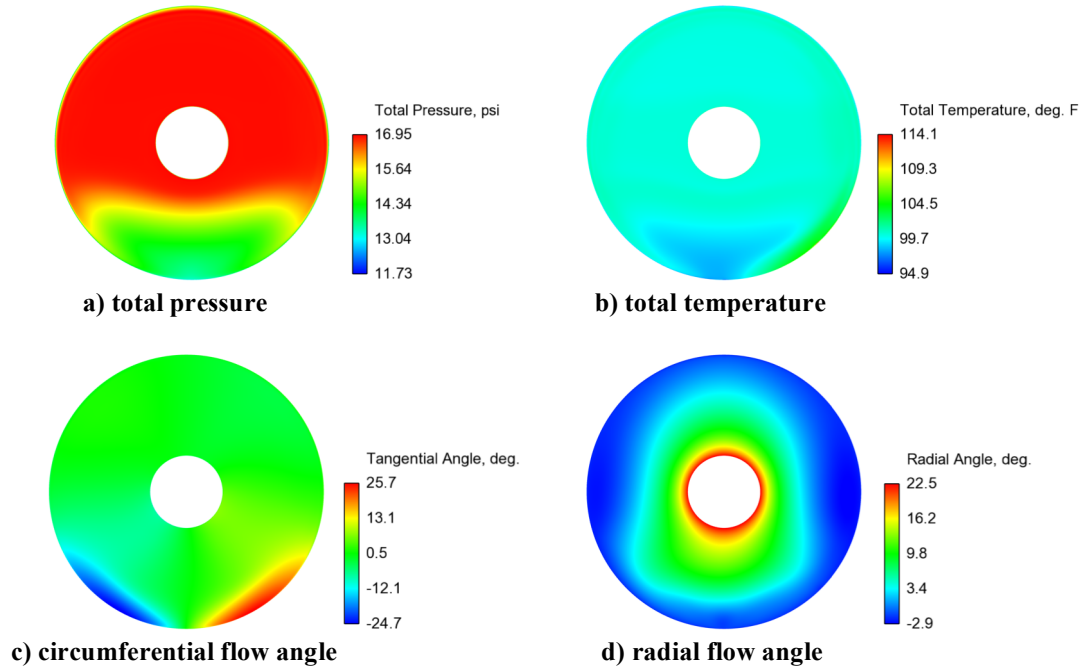 Total Pressure, psi
16.95
15.64
14.34
13.04
11.73
a) total pressure
Total Temperature, deg. F
114.1
109.3
104.5
99.7
94.9
b) total temperature
Tangential Angle, deg.
25.7
13.1
0.5
-12.1
-24.7
c) circumferential flow angle
Radial Angle, deg.
22.5
16.2
9.8
3.4
-2.9
d) radial flow angle